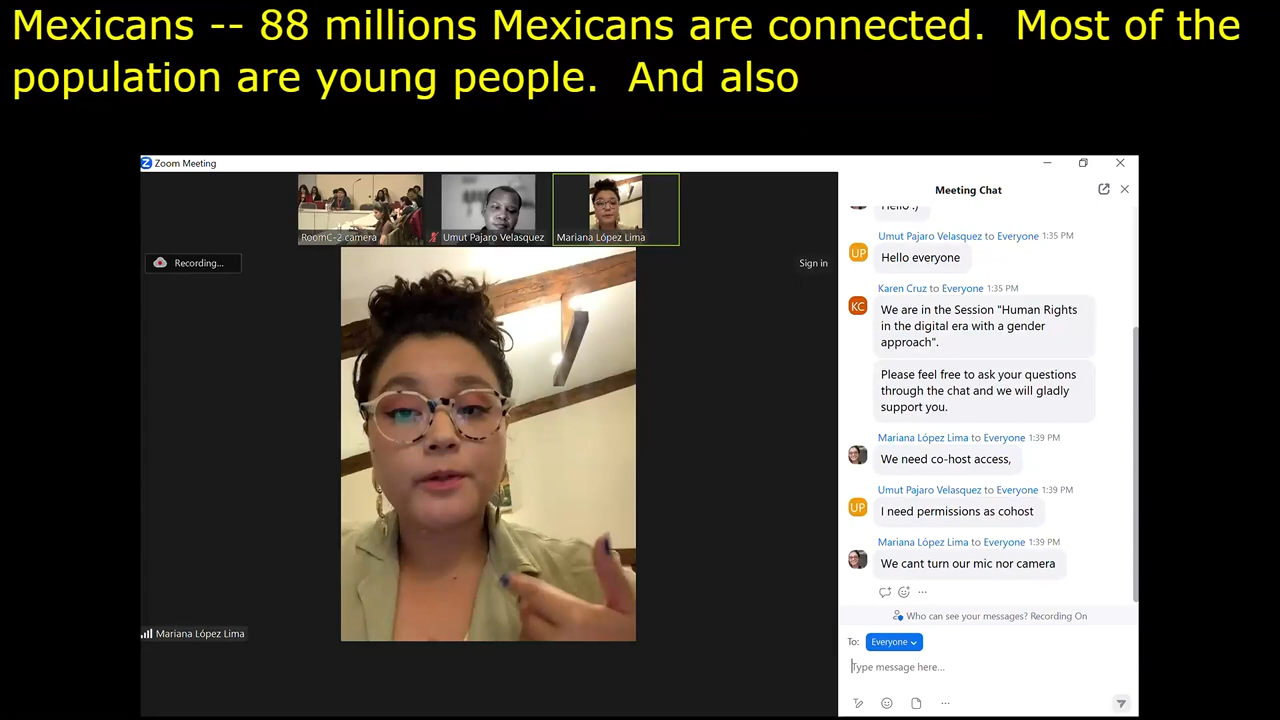 Mexicans -- 88 millions Mexicans are connected.  Most of the
population are young people.  And also
Zoom Meeting
RoomC-2 camera
Umut Pajaro Velasquez
Mariana López Lima
Recording...
Sign in
Mariana López Lima
Meeting Chat
Hello :)
Umut Pajaro Velasquez to Everyone 1:35 PM
UP
Hello everyone
Karen Cruz to Everyone 1:35 PM
KC
We are in the Session "Human Rights
in the digital era with a gender
approach".
Please feel free to ask your questions
through the chat and we will gladly
support you.
Mariana López Lima to Everyone 1:39 PM
We need co-host access,
Umut Pajaro Velasquez to Everyone 1:39 PM
UP
I need permissions as cohost
Mariana López Lima to Everyone 1:39 PM
We cant turn our mic nor camera
Who can see your messages? Recording On
To: Everyone
Type message here...